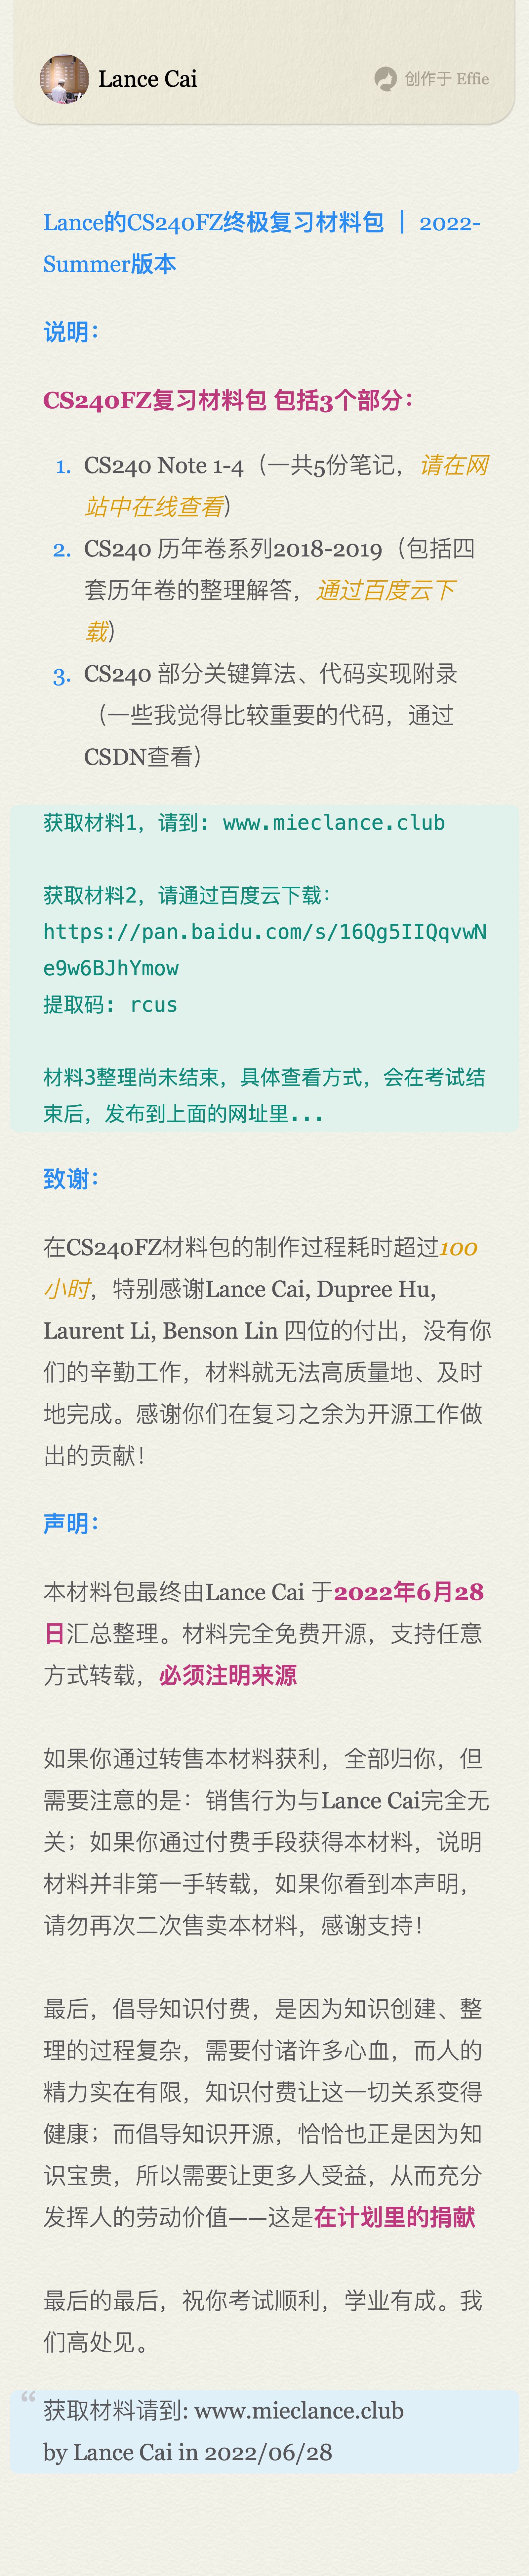 Lance Cai
创作于 Effie
Lance的CS240FZ终极复习材料包 ｜ 2022-
Summer版本
说明：
CS240FZ复习材料包 包括3个部分：
1. CS240 Note 1-4（一共5份笔记，请在网
站中在线查看）
2. CS240 历年卷系列2018-2019（包括四
套历年卷的整理解答，通过百度云下
载）
3. CS240 部分关键算法、代码实现附录
（一些我觉得比较重要的代码，通过
CSDN查看）
获取材料1，请到: www.mieclance.club
获取材料2，请通过百度云下载：
https://pan.baidu.com/s/16Qg5IIQqvwN
e9w6BJhYmow
提取码: rcus
材料3整理尚未结束，具体查看方式，会在考试结
束后，发布到上面的网址里...
致谢：
在CS240FZ材料包的制作过程耗时超过100
小时，特别感谢Lance Cai, Dupree Hu,
Laurent Li, Benson Lin 四位的付出，没有你
们的辛勤工作，材料就无法高质量地、及时
地完成。感谢你们在复习之余为开源工作做
出的贡献！
声明：
本材料包最终由Lance Cai 于2022年6月28
日汇总整理。材料完全免费开源，支持任意
方式转载，必须注明来源
如果你通过转售本材料获利，全部归你，但
需要注意的是：销售行为与Lance Cai完全无
关；如果你通过付费手段获得本材料，说明
材料并非第一手转载，如果你看到本声明，
请勿再次二次售卖本材料，感谢支持！
最后，倡导知识付费，是因为知识创建、整
理的过程复杂，需要付诸许多心血，而人的
精力实在有限，知识付费让这一切关系变得
健康；而倡导知识开源，恰恰也正是因为知
识宝贵，所以需要让更多人受益，从而充分
发挥人的劳动价值——这是在计划里的捐献
最后的最后，祝你考试顺利，学业有成。我
们高处见。
“ 获取材料请到: www.mieclance.club
by Lance Cai in 2022/06/28